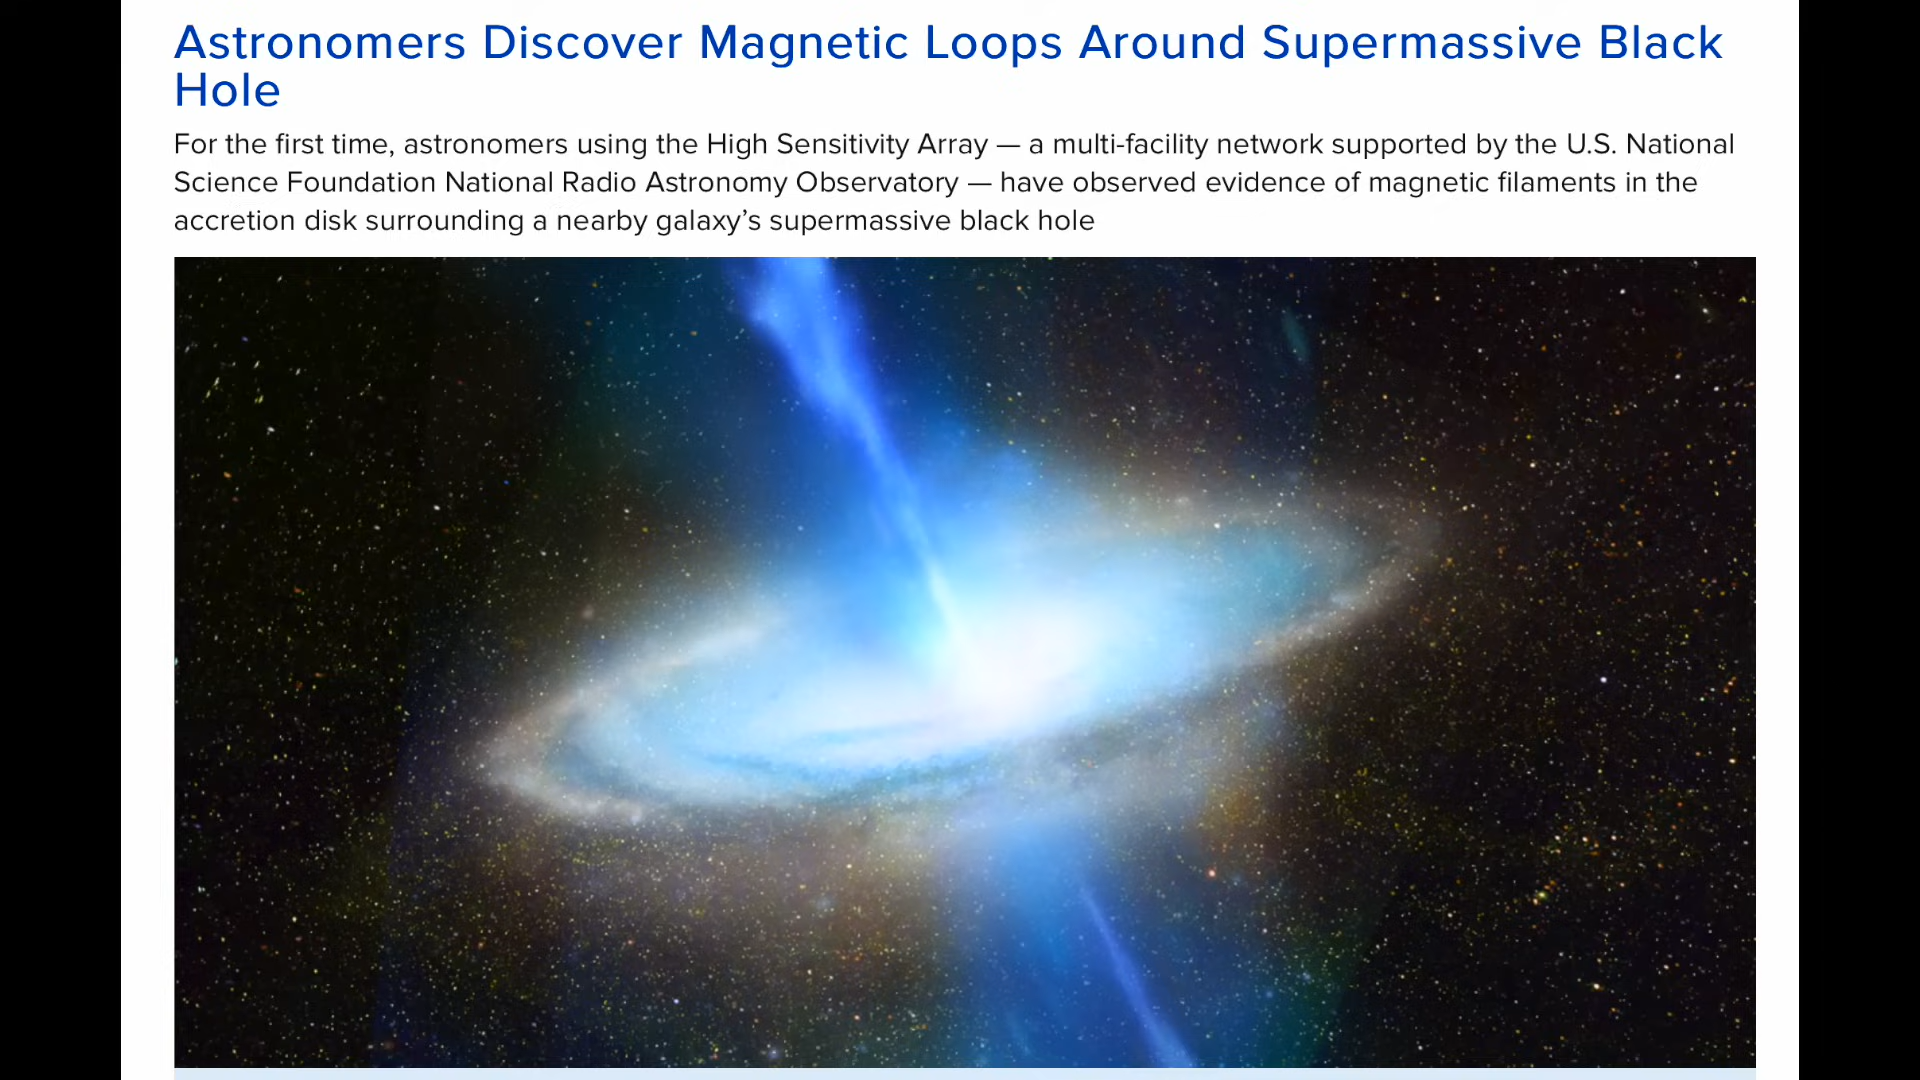 Astronomers Discover Magnetic Loops Around Supermassive Black
Hole
For the first time, astronomers using the High Sensitivity Array — a multi-facility network supported by the U.S. National
Science Foundation National Radio Astronomy Observatory — have observed evidence of magnetic filaments in the
accretion disk surrounding a nearby galaxy’s supermassive black hole